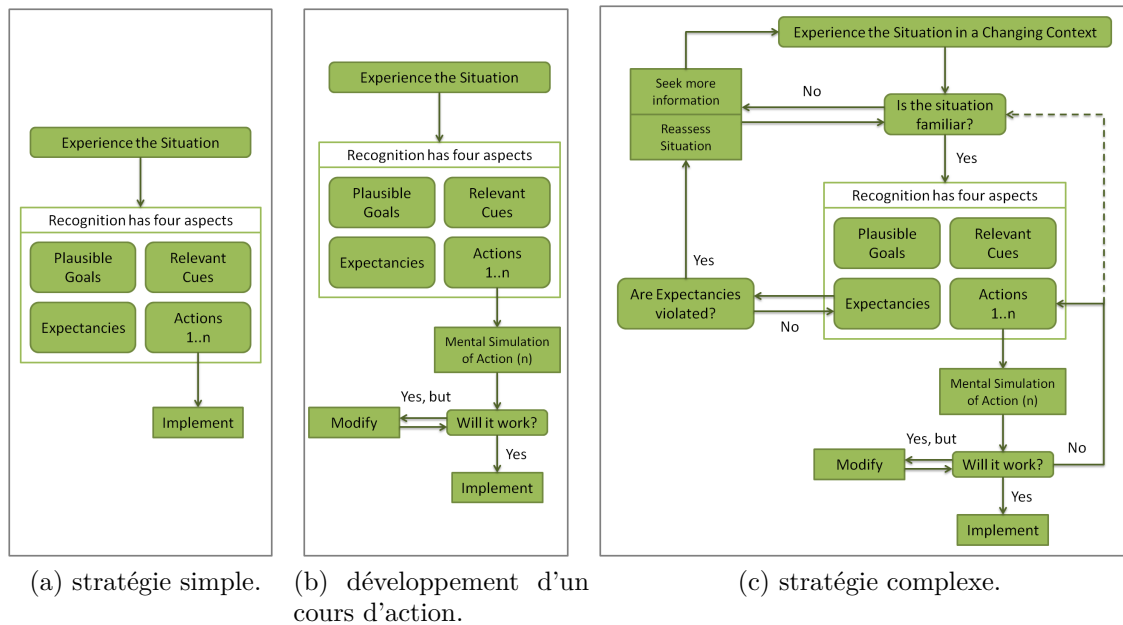 Experience the Situation
Recognition has four aspects
Plausible
Goals
Relevant
Cues
Expectancies
Actions
1..n
Implement
(a) stratégie simple.
Experience the Situation
Recognition has four aspects
Plausible
Goals
Relevant
Cues
Expectancies
Actions
1..n
Mental Simulation
of Action (n)
Yes, but
Modify
Will it work?
Yes
Implement
(b) développement d'un
cours d'action.
Experience the Situation in a Changing Context
Seek more
information
No
Is the situation
familiar?
Reassess
Situation
Yes
Recognition has four aspects
Plausible
Goals
Relevant
Cues
Yes
Are Expectancies
violated?
No
Expectancies
Actions
1..n
Mental Simulation
of Action (n)
Yes, but
Modify
Will it work?
No
Yes
Implement
(c) stratégie complexe.